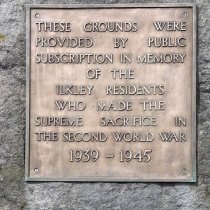 THESE GROUNDS WERE
PROVIDED BY PUBLIC
SUBSCRIPTION IN MEMORY
OF THE
ILKLEY RESIDENTS
WHO MADE THE
SUPREME SACRIFICE IN
THE SECOND WORLD WAR
1939 - 1945